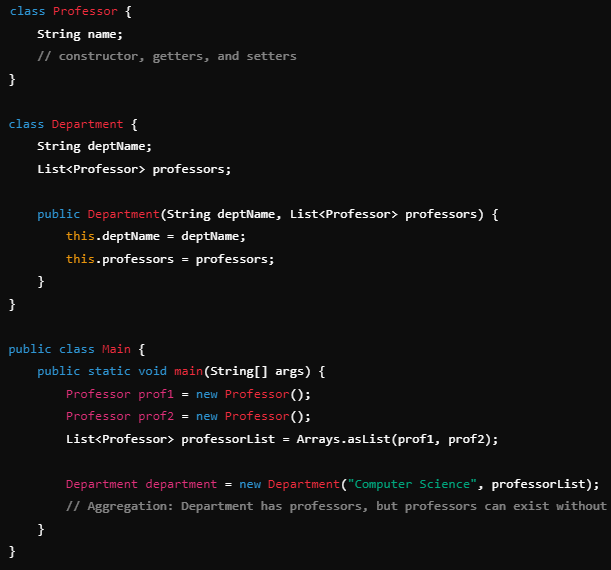 class Professor {
    String name;
    // constructor, getters, and setters
}

class Department {
    String deptName;
    List<Professor> professors;

    public Department(String deptName, List<Professor> professors) {
        this.deptName = deptName;
        this.professors = professors;
    }
}

public class Main {
    public static void main(String[] args) {
        Professor prof1 = new Professor();
        Professor prof2 = new Professor();
        List<Professor> professorList = Arrays.asList(prof1, prof2);

        Department department = new Department("Computer Science", professorList);
        // Aggregation: Department has professors, but professors can exist without
    }
}